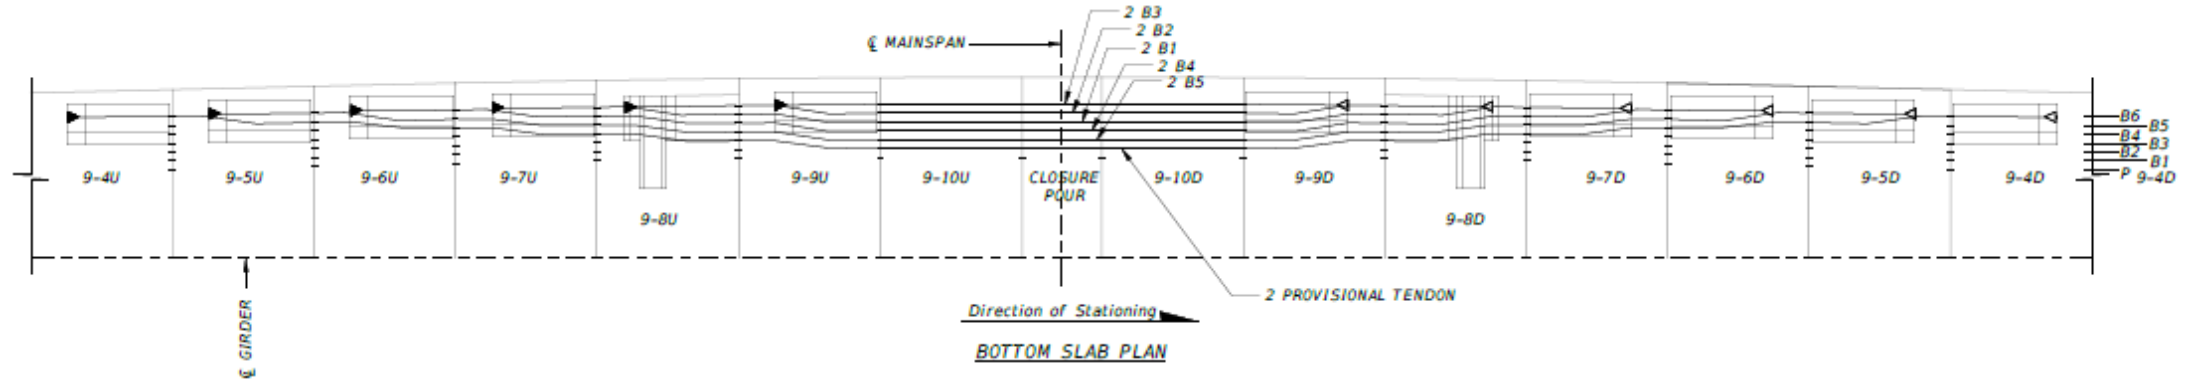 2 B3
2 B2
℄ MAINSPAN
2 B1
2 B4
2 B5
B6
B5
B4
B3
B2
B1
P 9-4D
9-4U
9-5U
9-6U
9-7U
9-9U
9-10U
CLOSURE
POUR
9-10D
9-9D
9-7D
9-6D
9-5D
9-4D
9-8U
9-8D
2 PROVISIONAL TENDON
℄ GIRDER
Direction of Stationing
BOTTOM SLAB PLAN